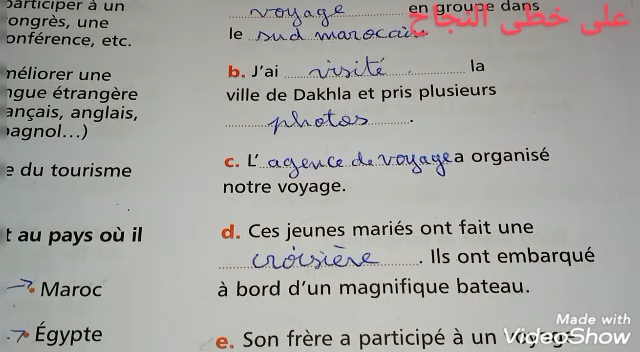 participer à un
ongrès, une
onférence, etc.
méliorer une
ngue étrangère
ançais, anglais,
pagnol...)
e du tourisme
t au pays où il
→ • Maroc
→ • Égypte
voyage en groupe dans
le sud marocain
b. J'ai visité la
ville de Dakhla et pris plusieurs
photos.
c. L'agence de voyage a organisé
notre voyage.
d. Ces jeunes mariés ont fait une
croisière. Ils ont embarqué
à bord d'un magnifique bateau.
e. Son frère a participé à un voyage
على خطى النجاح
Made with
VideoShow